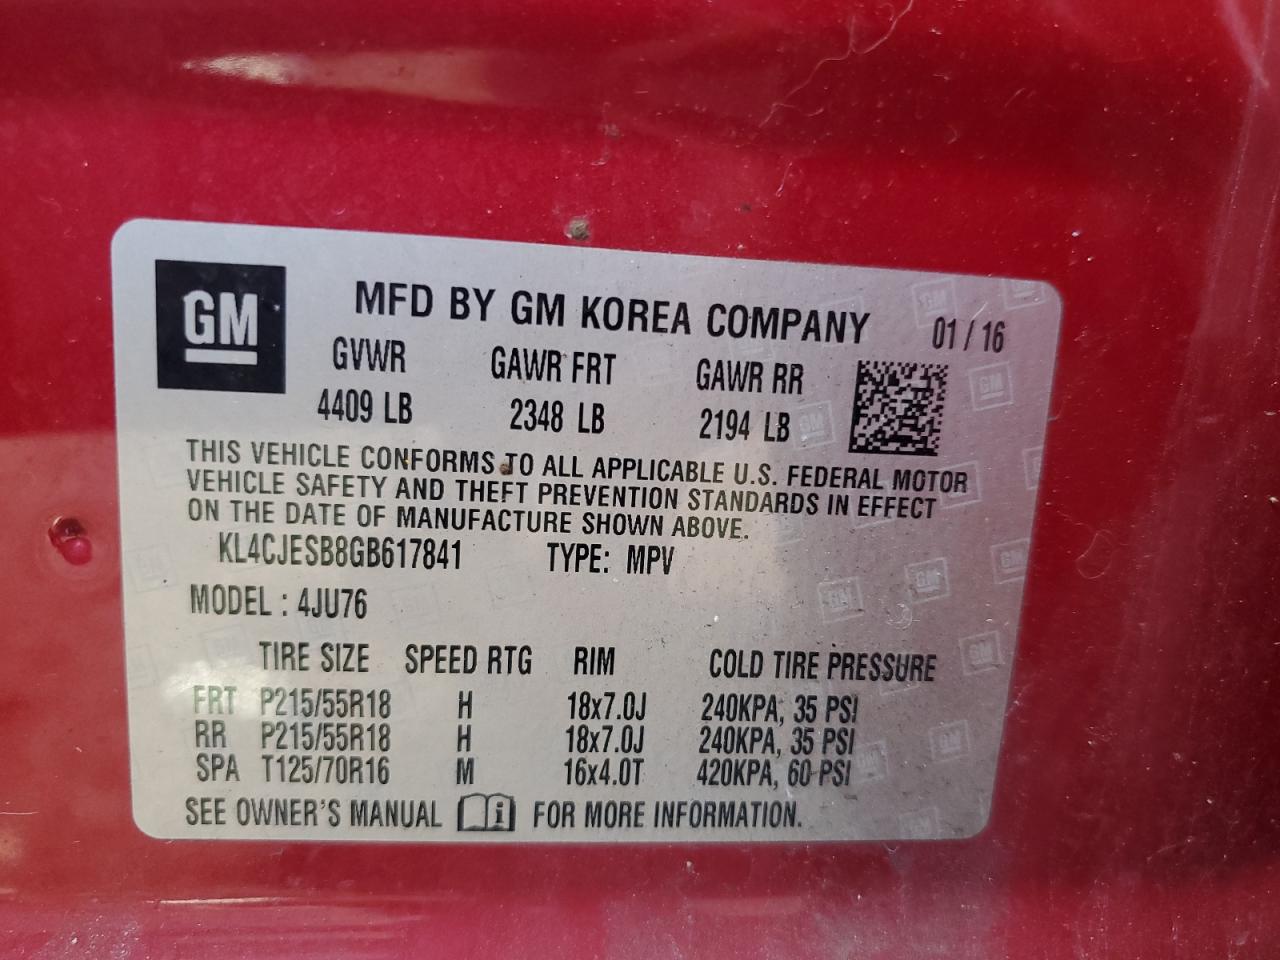 GM
MFD BY GM KOREA COMPANY 01 / 16
GVWR GAWR FRT GAWR RR
4409 LB 2348 LB 2194 LB
THIS VEHICLE CONFORMS TO ALL APPLICABLE U.S. FEDERAL MOTOR
VEHICLE SAFETY AND THEFT PREVENTION STANDARDS IN EFFECT
ON THE DATE OF MANUFACTURE SHOWN ABOVE.
KL4CJESB8GB617841 TYPE: MPV
MODEL : 4JU76
TIRE SIZE SPEED RTG RIM COLD TIRE PRESSURE
FRT P215/55R18 H 18x7.0J 240KPA, 35 PSI
RR P215/55R18 H 18x7.0J 240KPA, 35 PSI
SPA T125/70R16 M 16x4.0T 420KPA, 60 PSI
SEE OWNER'S MANUAL i FOR MORE INFORMATION.